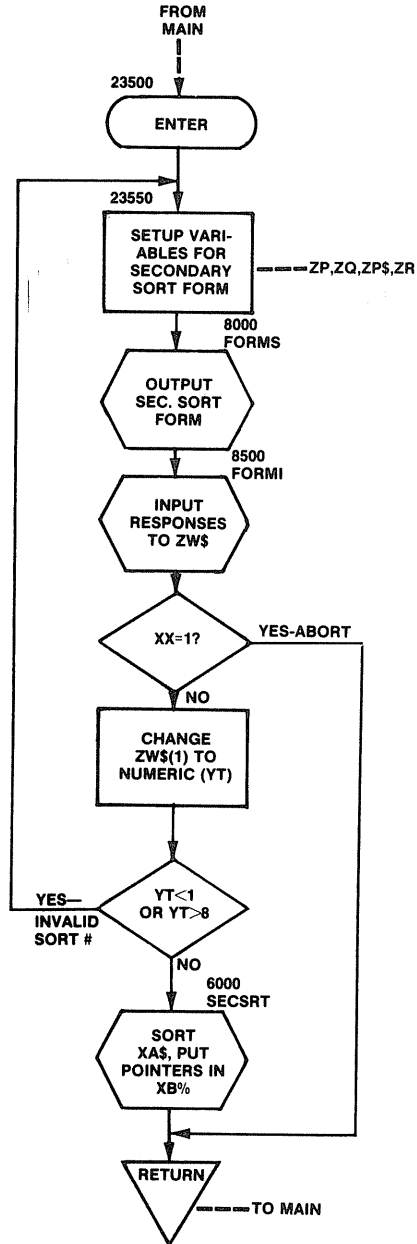 FROM
MAIN
23500
ENTER
23550
SETUP VARI-
ABLES FOR
SECONDARY
SORT FORM
ZP,ZQ,ZP$,ZR
8000
FORMS
OUTPUT
SEC. SORT
FORM
8500
FORMI
INPUT
RESPONSES
TO ZW$
XX=1?
YES-ABORT
NO
CHANGE
ZW$(1) TO
NUMERIC (YT)
YT<1
OR YT>8
YES—
INVALID
SORT #
NO
6000
SECSRT
SORT
XA$, PUT
POINTERS IN
XB%
RETURN
TO MAIN